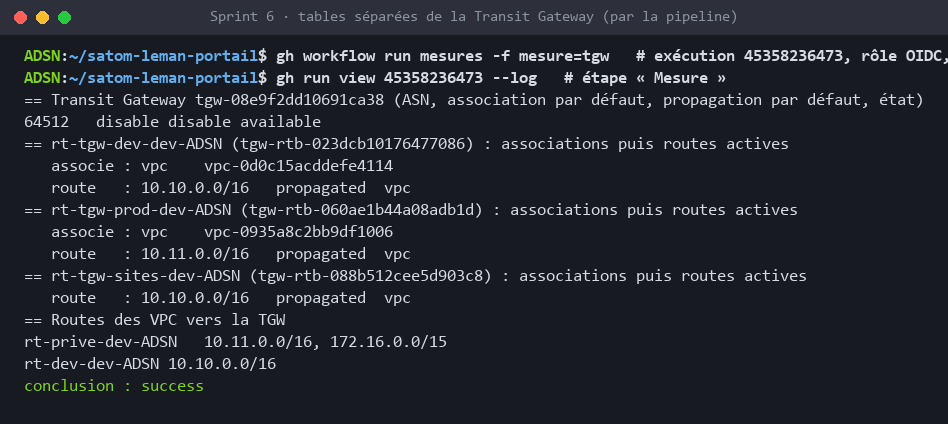 Sprint 6 · tables séparées de la Transit Gateway (par la pipeline)
ADSN:~/satom-leman-portail$ gh workflow run mesures -f mesure=tgw   # exécution 45358236473, rôle OIDC,
ADSN:~/satom-leman-portail$ gh run view 45358236473 --log   # étape « Mesure »
== Transit Gateway tgw-08e9f2dd10691ca38 (ASN, association par défaut, propagation par défaut, état)
64512   disable disable available
== rt-tgw-dev-dev-ADSN (tgw-rtb-023dcb10176477086) : associations puis routes actives
   associe : vpc    vpc-0d0c15acddefe4114
   route   : 10.10.0.0/16   propagated  vpc
== rt-tgw-prod-dev-ADSN (tgw-rtb-060ae1b44a08adb1d) : associations puis routes actives
   associe : vpc    vpc-0935a8c2bb9df1006
   route   : 10.11.0.0/16   propagated  vpc
== rt-tgw-sites-dev-ADSN (tgw-rtb-088b512cee5d903c8) : associations puis routes actives
   route   : 10.10.0.0/16   propagated  vpc
== Routes des VPC vers la TGW
rt-prive-dev-ADSN   10.11.0.0/16, 172.16.0.0/15
rt-dev-dev-ADSN 10.10.0.0/16
conclusion : success